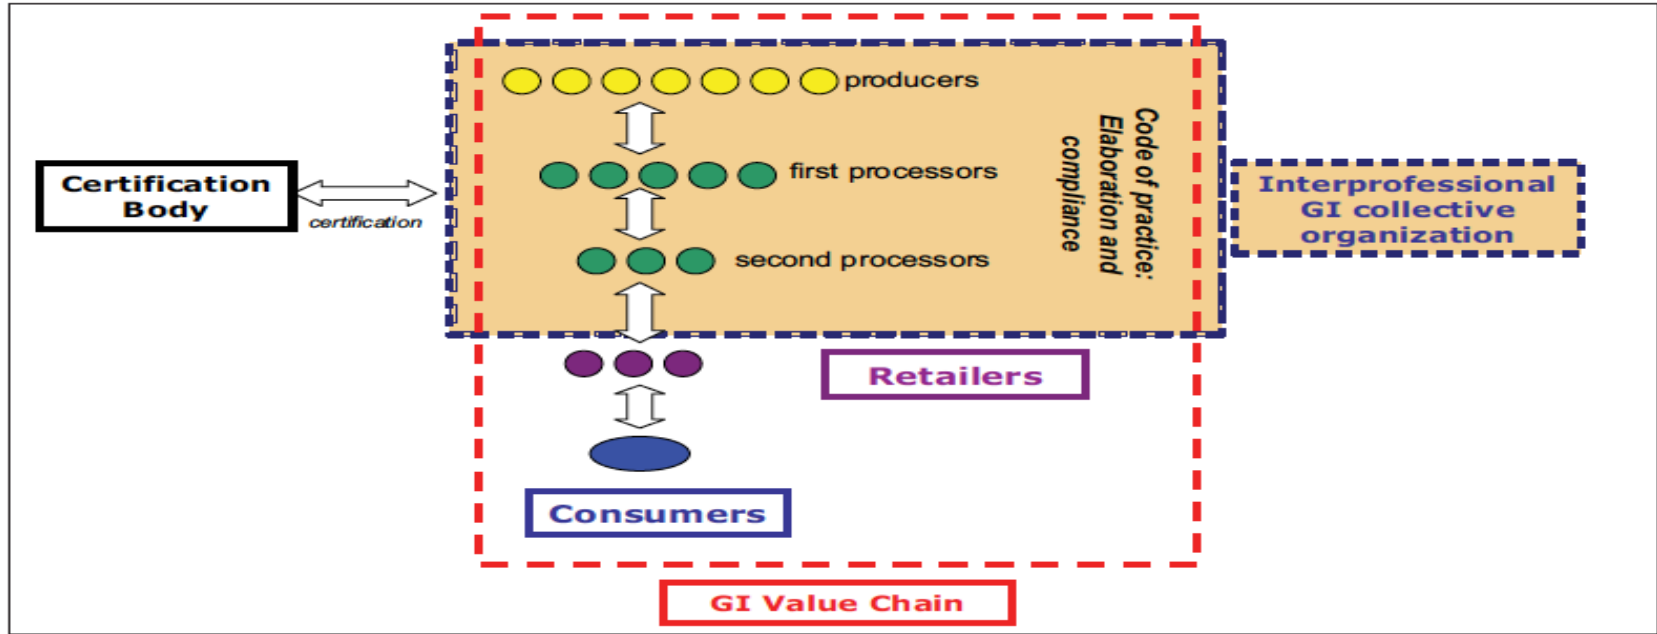 producers
first processors
second processors
Code of practice:
Elaboration and
compliance
Certification
Body
certification
Interprofessional
GI collective
organization
Retailers
Consumers
GI Value Chain